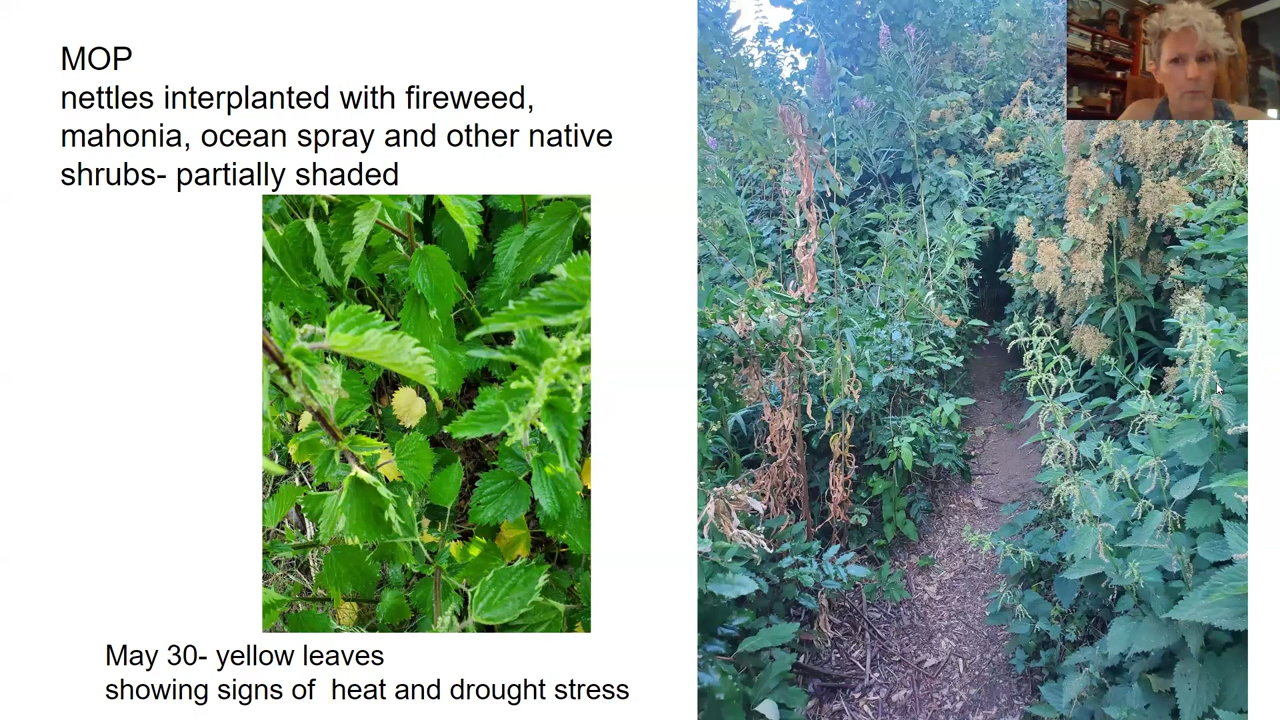 MOP
nettles interplanted with fireweed,
mahonia, ocean spray and other native
shrubs- partially shaded
May 30- yellow leaves
showing signs of  heat and drought stress